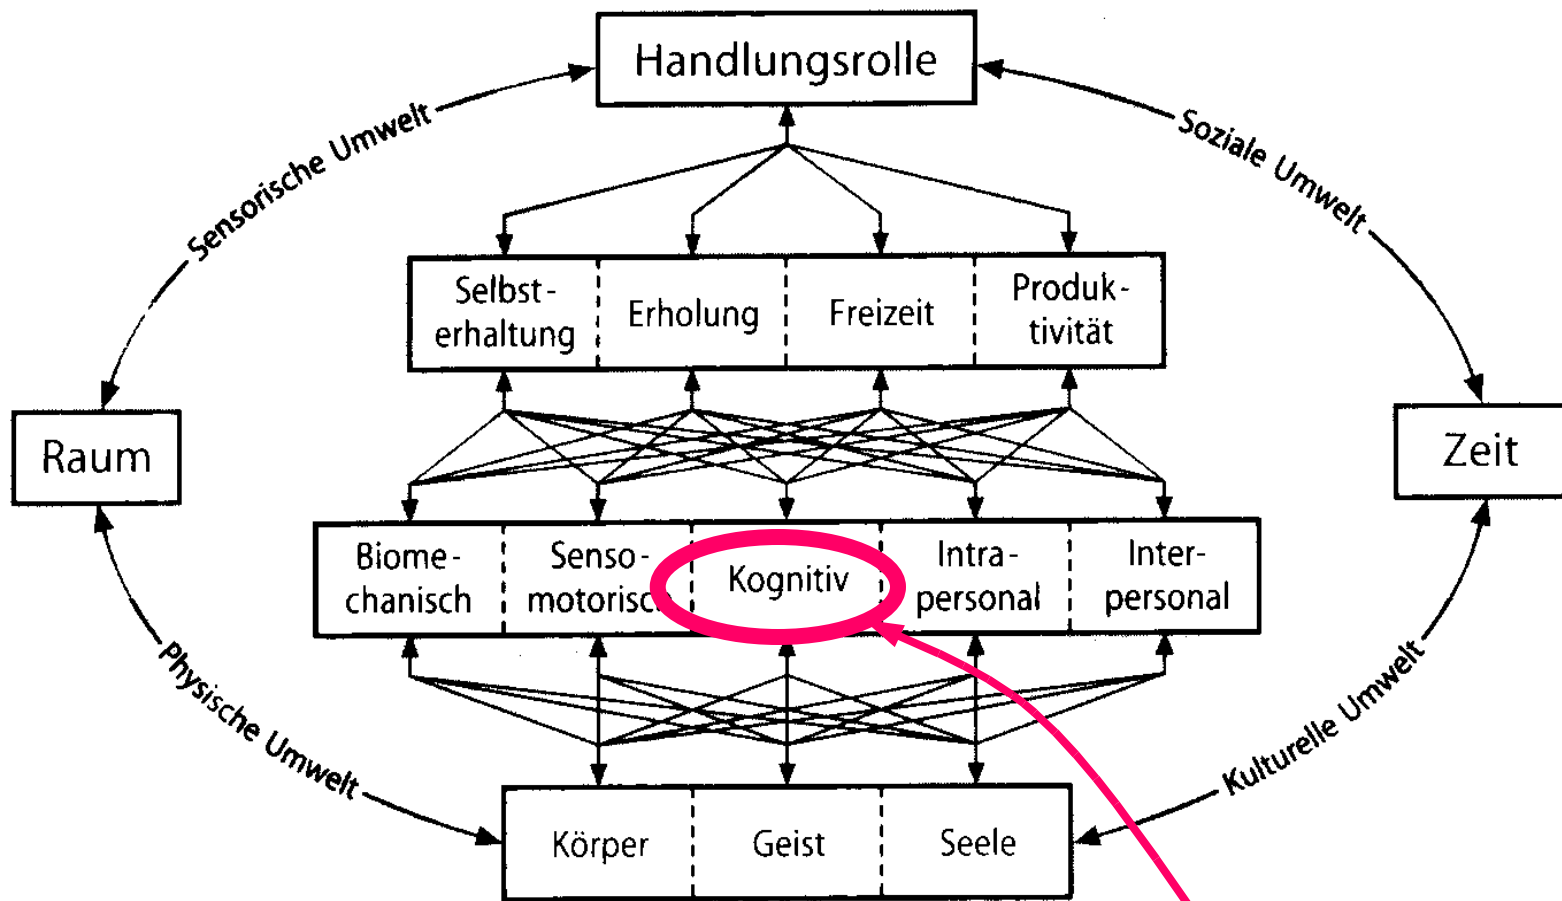 Handlungsrolle
Sensorische Umwelt
Soziale Umwelt
Selbst-
erhaltung
Erholung
Freizeit
Produk-
tivität
Raum
Zeit
Biome-
chanisch
Senso-
motorisch
Kognitiv
Intra-
personal
Inter-
personal
Physische Umwelt
Kulturelle Umwelt
Körper
Geist
Seele